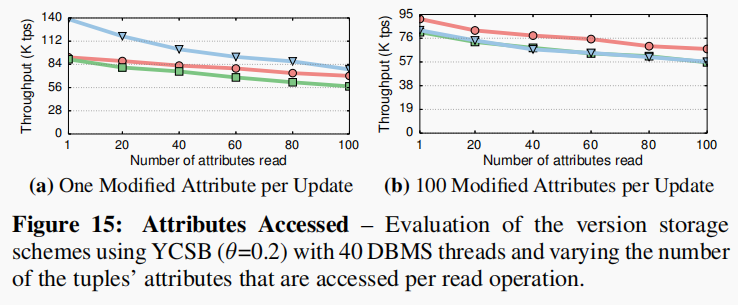 Throughput (K tps)
140
112
84
56
28
0
1 20 40 60 80 100
Number of attributes read
(a) One Modified Attribute per Update
Throughput (K tps)
95
76
57
38
19
0
1 20 40 60 80 100
Number of attributes read
(b) 100 Modified Attributes per Update
Figure 15: Attributes Accessed – Evaluation of the version storage
schemes using YCSB (θ=0.2) with 40 DBMS threads and varying the number
of the tuples’ attributes that are accessed per read operation.